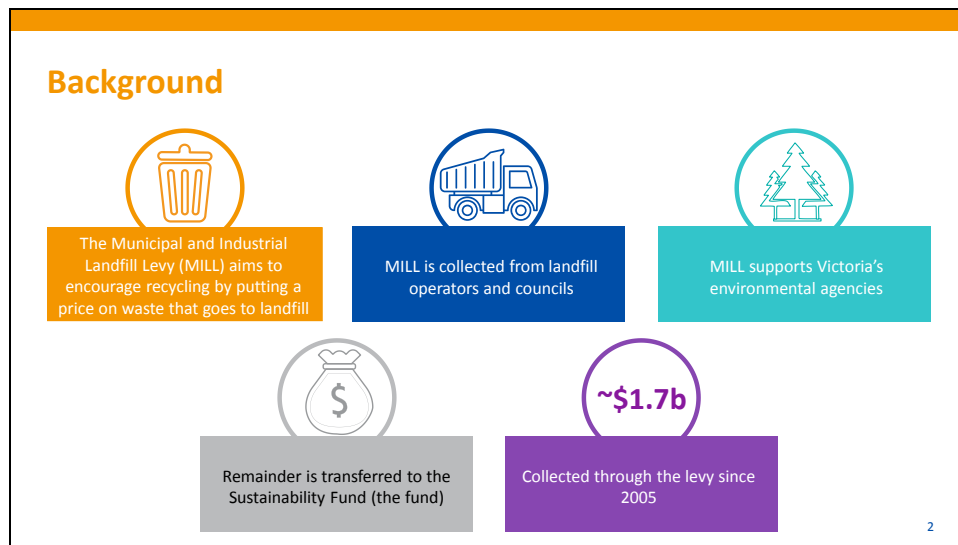 Background
The Municipal and Industrial
Landfill Levy (MILL) aims to
encourage recycling by putting a
price on waste that goes to landfill
MILL is collected from landfill
operators and councils
MILL supports Victoria’s
environmental agencies
$
Remainder is transferred to the
Sustainability Fund (the fund)
~$1.7b
Collected through the levy since
2005
2